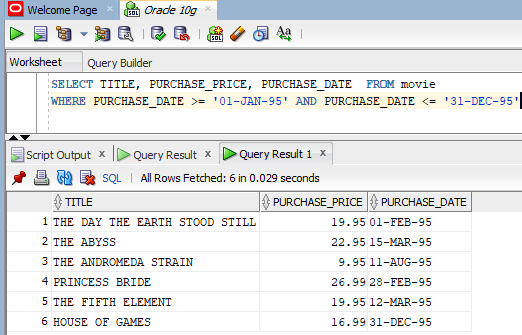 Welcome Page Oracle 10g
SQL Aa
Worksheet Query Builder
SELECT TITLE, PURCHASE_PRICE, PURCHASE_DATE  FROM movie
WHERE PURCHASE_DATE >= '01-JAN-95' AND PURCHASE_DATE <= '31-DEC-95'
Script Output x Query Result x Query Result 1 x
SQL | All Rows Fetched: 6 in 0.029 seconds
TITLE PURCHASE_PRICE PURCHASE_DATE
1 THE DAY THE EARTH STOOD STILL 19.95 01-FEB-95
2 THE ABYSS 22.95 15-MAR-95
3 THE ANDROMEDA STRAIN 9.95 11-AUG-95
4 PRINCESS BRIDE 26.99 28-FEB-95
5 THE FIFTH ELEMENT 19.95 12-MAR-95
6 HOUSE OF GAMES 16.99 31-DEC-95